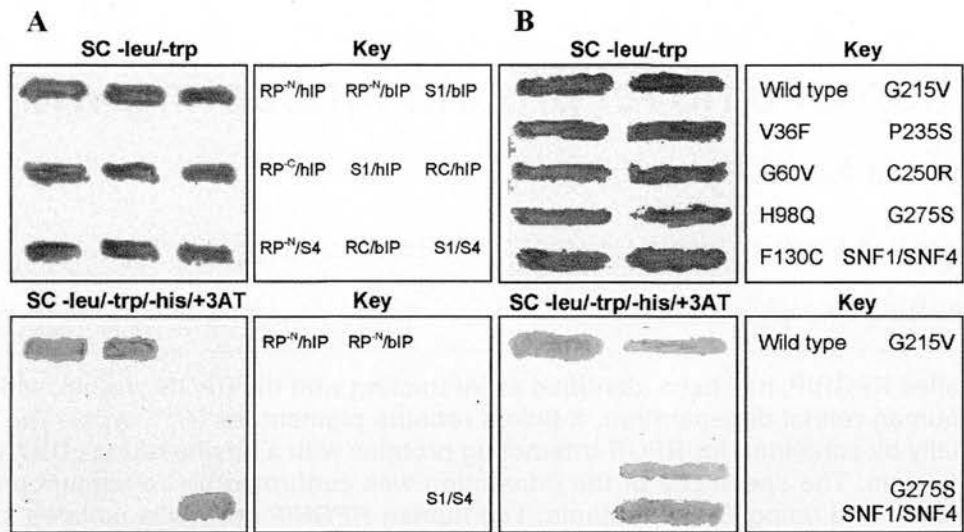 A
B
SC -leu/-trp
Key
SC -leu/-trp
Key
RP-N/hIP RP-N/bIP S1/bIP
Wild type G215V
V36F P235S
RP-C/hIP S1/hIP RC/hIP
G60V C250R
H98Q G275S
RP-N/S4 RC/bIP S1/S4
F130C SNF1/SNF4
SC -leu/-trp/-his/+3AT
Key
SC -leu/-trp/-his/+3AT
Key
RP-N/hIP RP-N/bIP
Wild type G215V
S1/S4
G275S
SNF1/SNF4